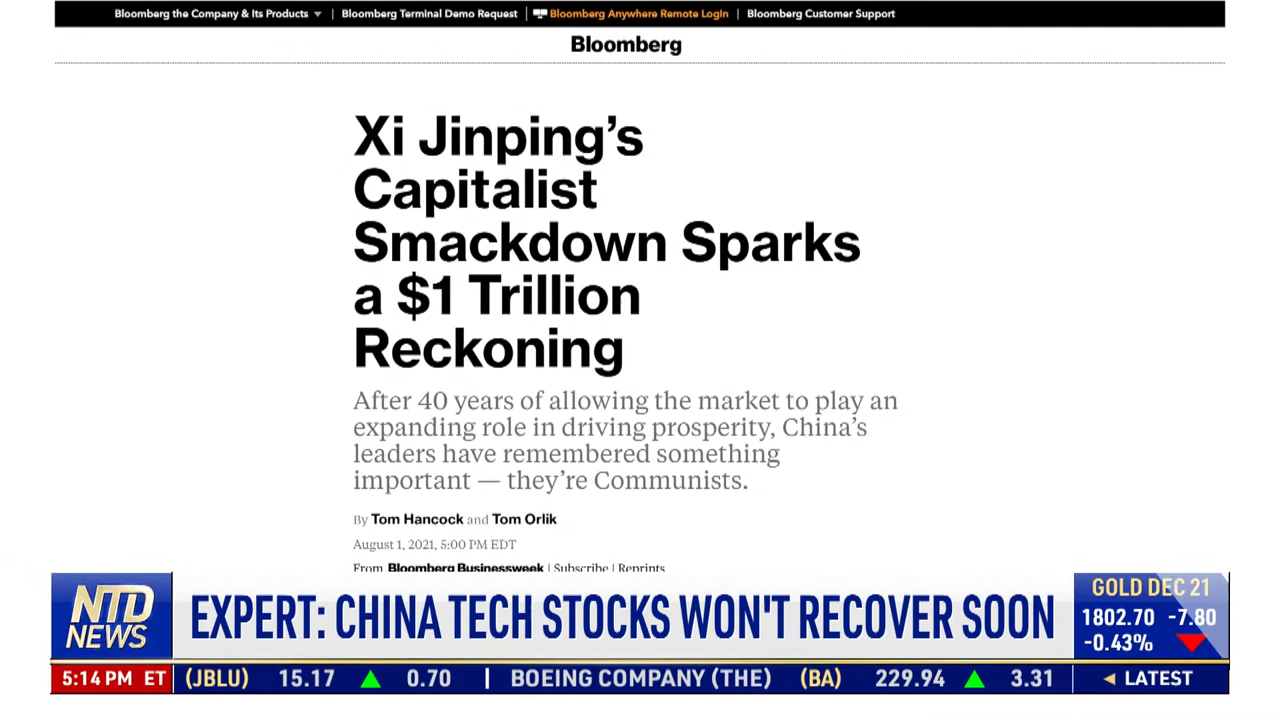 Bloomberg the Company & Its Products | Bloomberg Terminal Demo Request | Bloomberg Anywhere Remote Login | Bloomberg Customer Support
Bloomberg
Xi Jinping’s
Capitalist
Smackdown Sparks
a $1 Trillion
Reckoning
After 40 years of allowing the market to play an
expanding role in driving prosperity, China’s
leaders have remembered something
important — they’re Communists.
By Tom Hancock and Tom Orlik
August 1, 2021, 5:00 PM EDT
From Bloomberg Businessweek | Subscribe | Reprints
NTD
NEWS
EXPERT: CHINA TECH STOCKS WON'T RECOVER SOON
GOLD DEC 21
1802.70 -7.80
-0.43%
5:14 PM ET (JBLU) 15.17 ▲ 0.70 | BOEING COMPANY (THE) (BA) 229.94 ▲ 3.31 ◄ LATEST